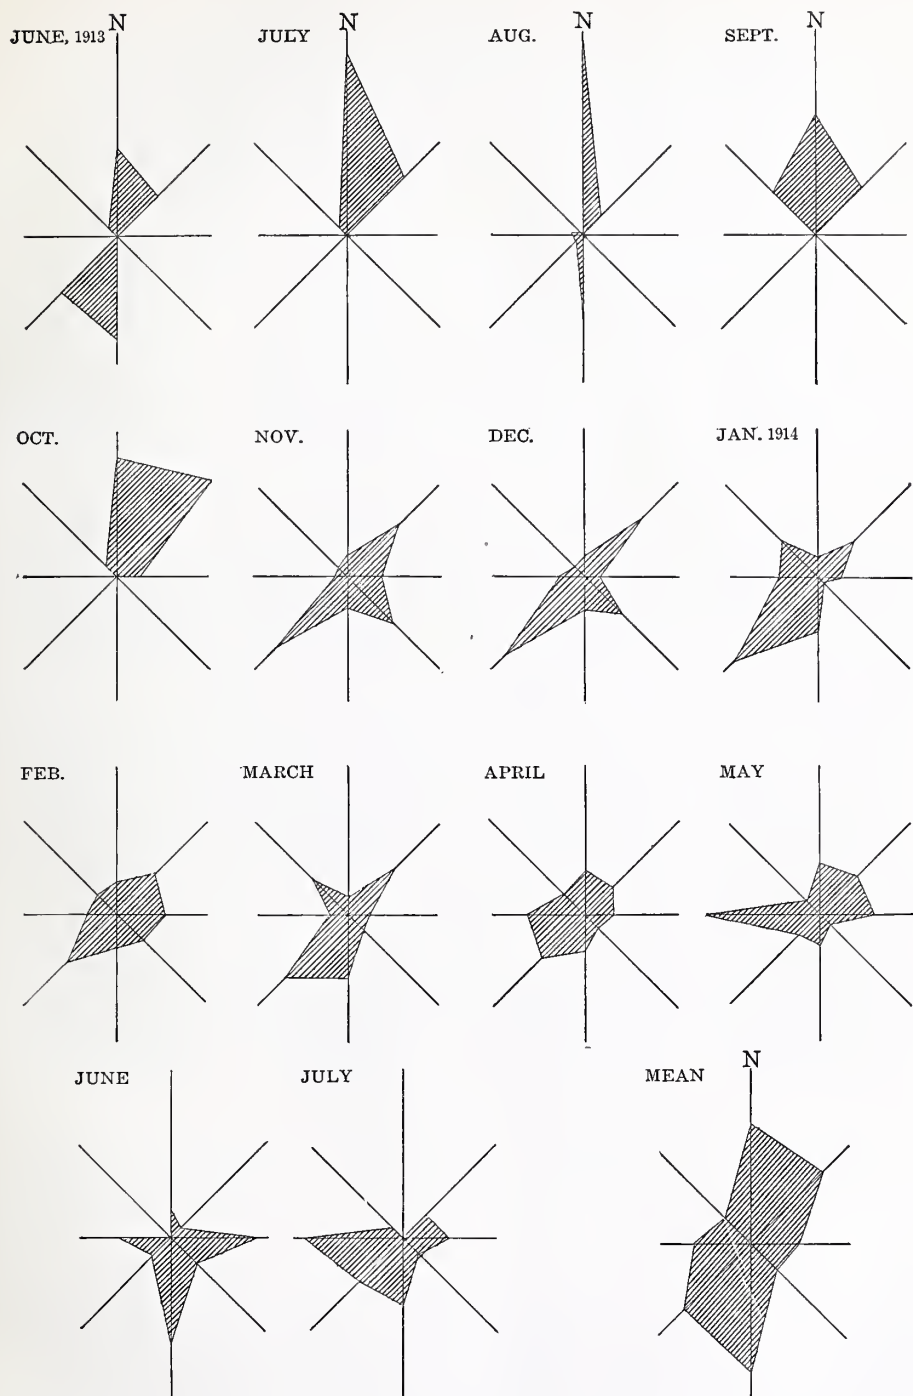 JUNE, 1913 N
JULY N
AUG. N
SEPT. N
OCT.
NOV.
DEC.
JAN. 1914
FEB.
MARCH
APRIL
MAY
JUNE
JULY
MEAN N